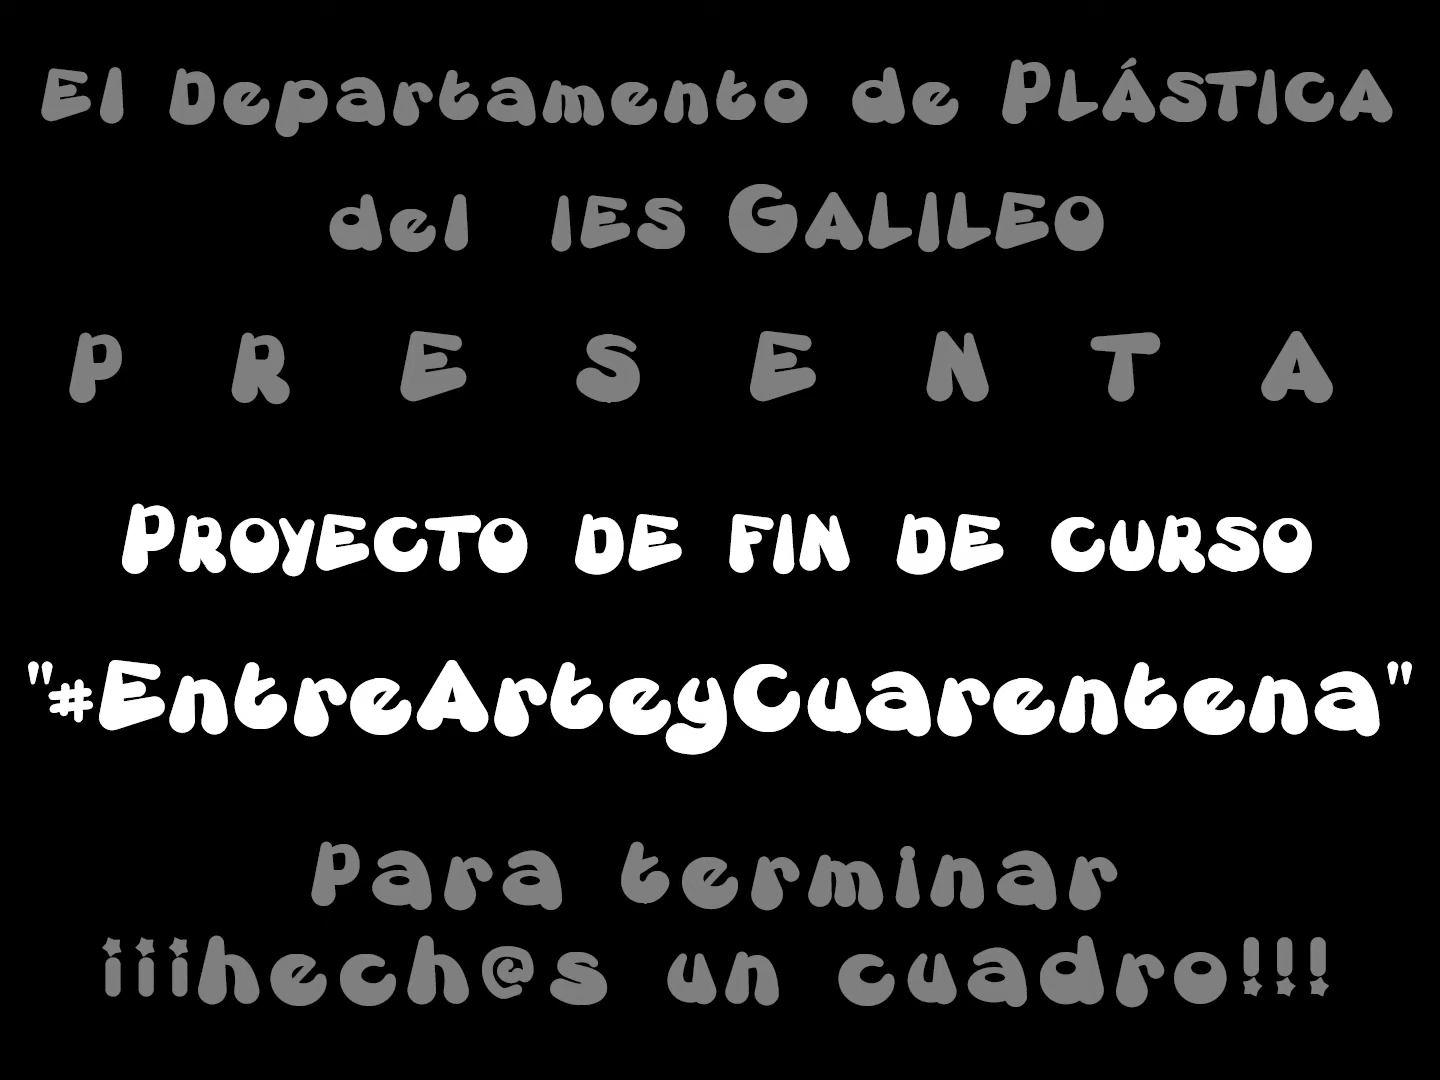 El Departamento de PLÁSTICA
del IES GALILEO
P R E S E N T A
PROYECTO DE FIN DE CURSO
"#EntreArteyCuarentena"
Para terminar
¡¡¡hech@s un cuadro!!!